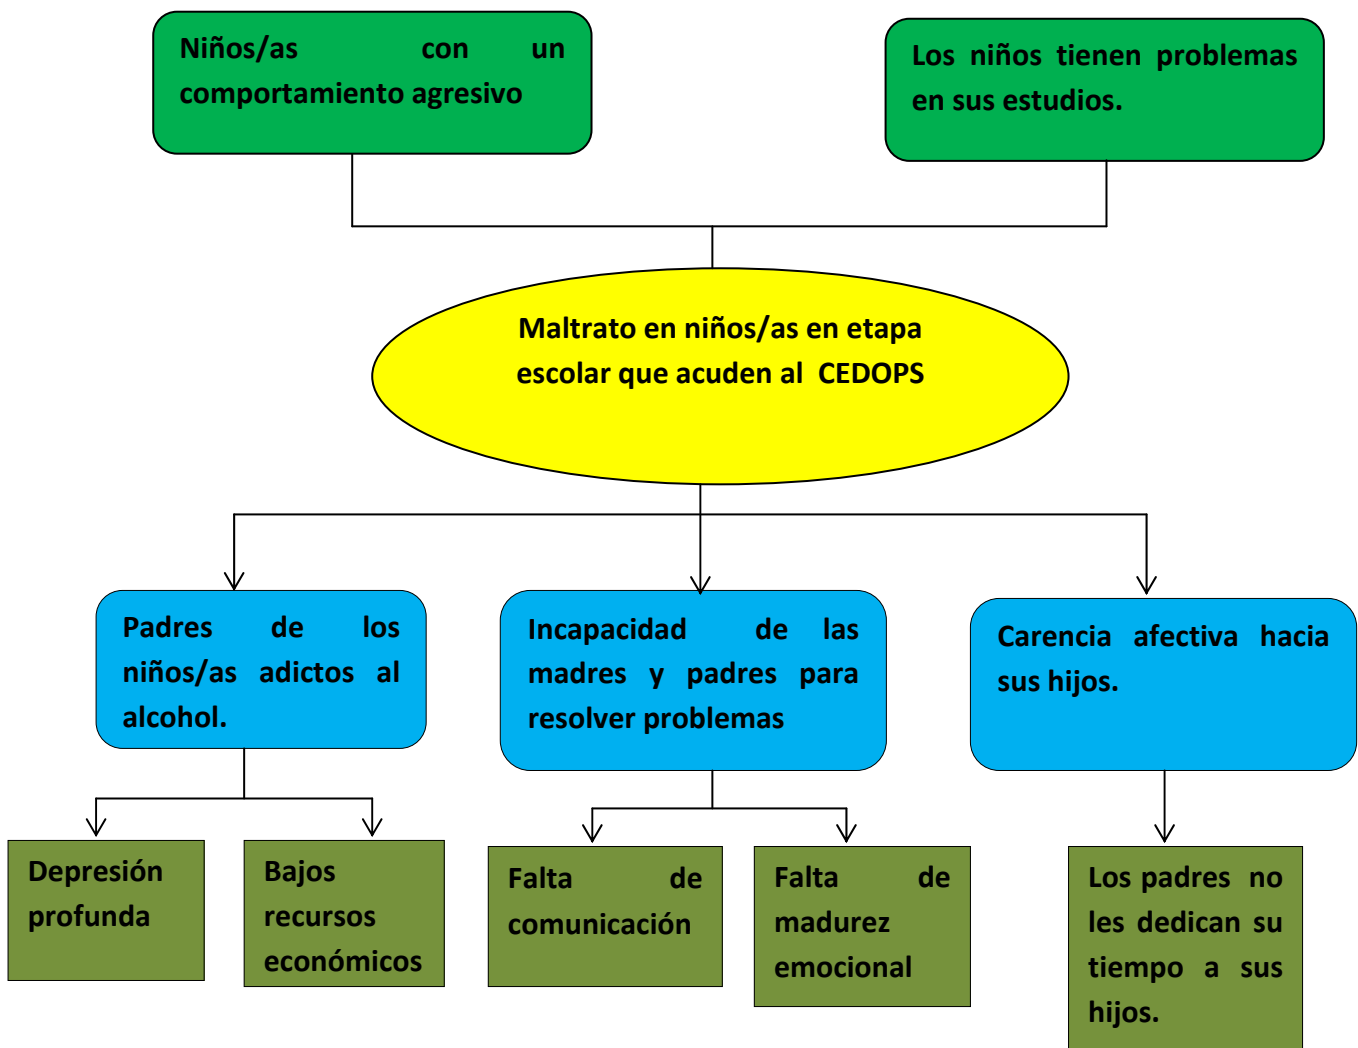 Niños/as con un
comportamiento agresivo
Los niños tienen problemas
en sus estudios.
Maltrato en niños/as en etapa
escolar que acuden al CEDOPS
Padres de los
niños/as adictos al
alcohol.
Incapacidad de las
madres y padres para
resolver problemas
Carencia afectiva hacia
sus hijos.
Depresión
profunda
Bajos
recursos
económicos
Falta de
comunicación
Falta de
madurez
emocional
Los padres no
les dedican su
tiempo a sus
hijos.